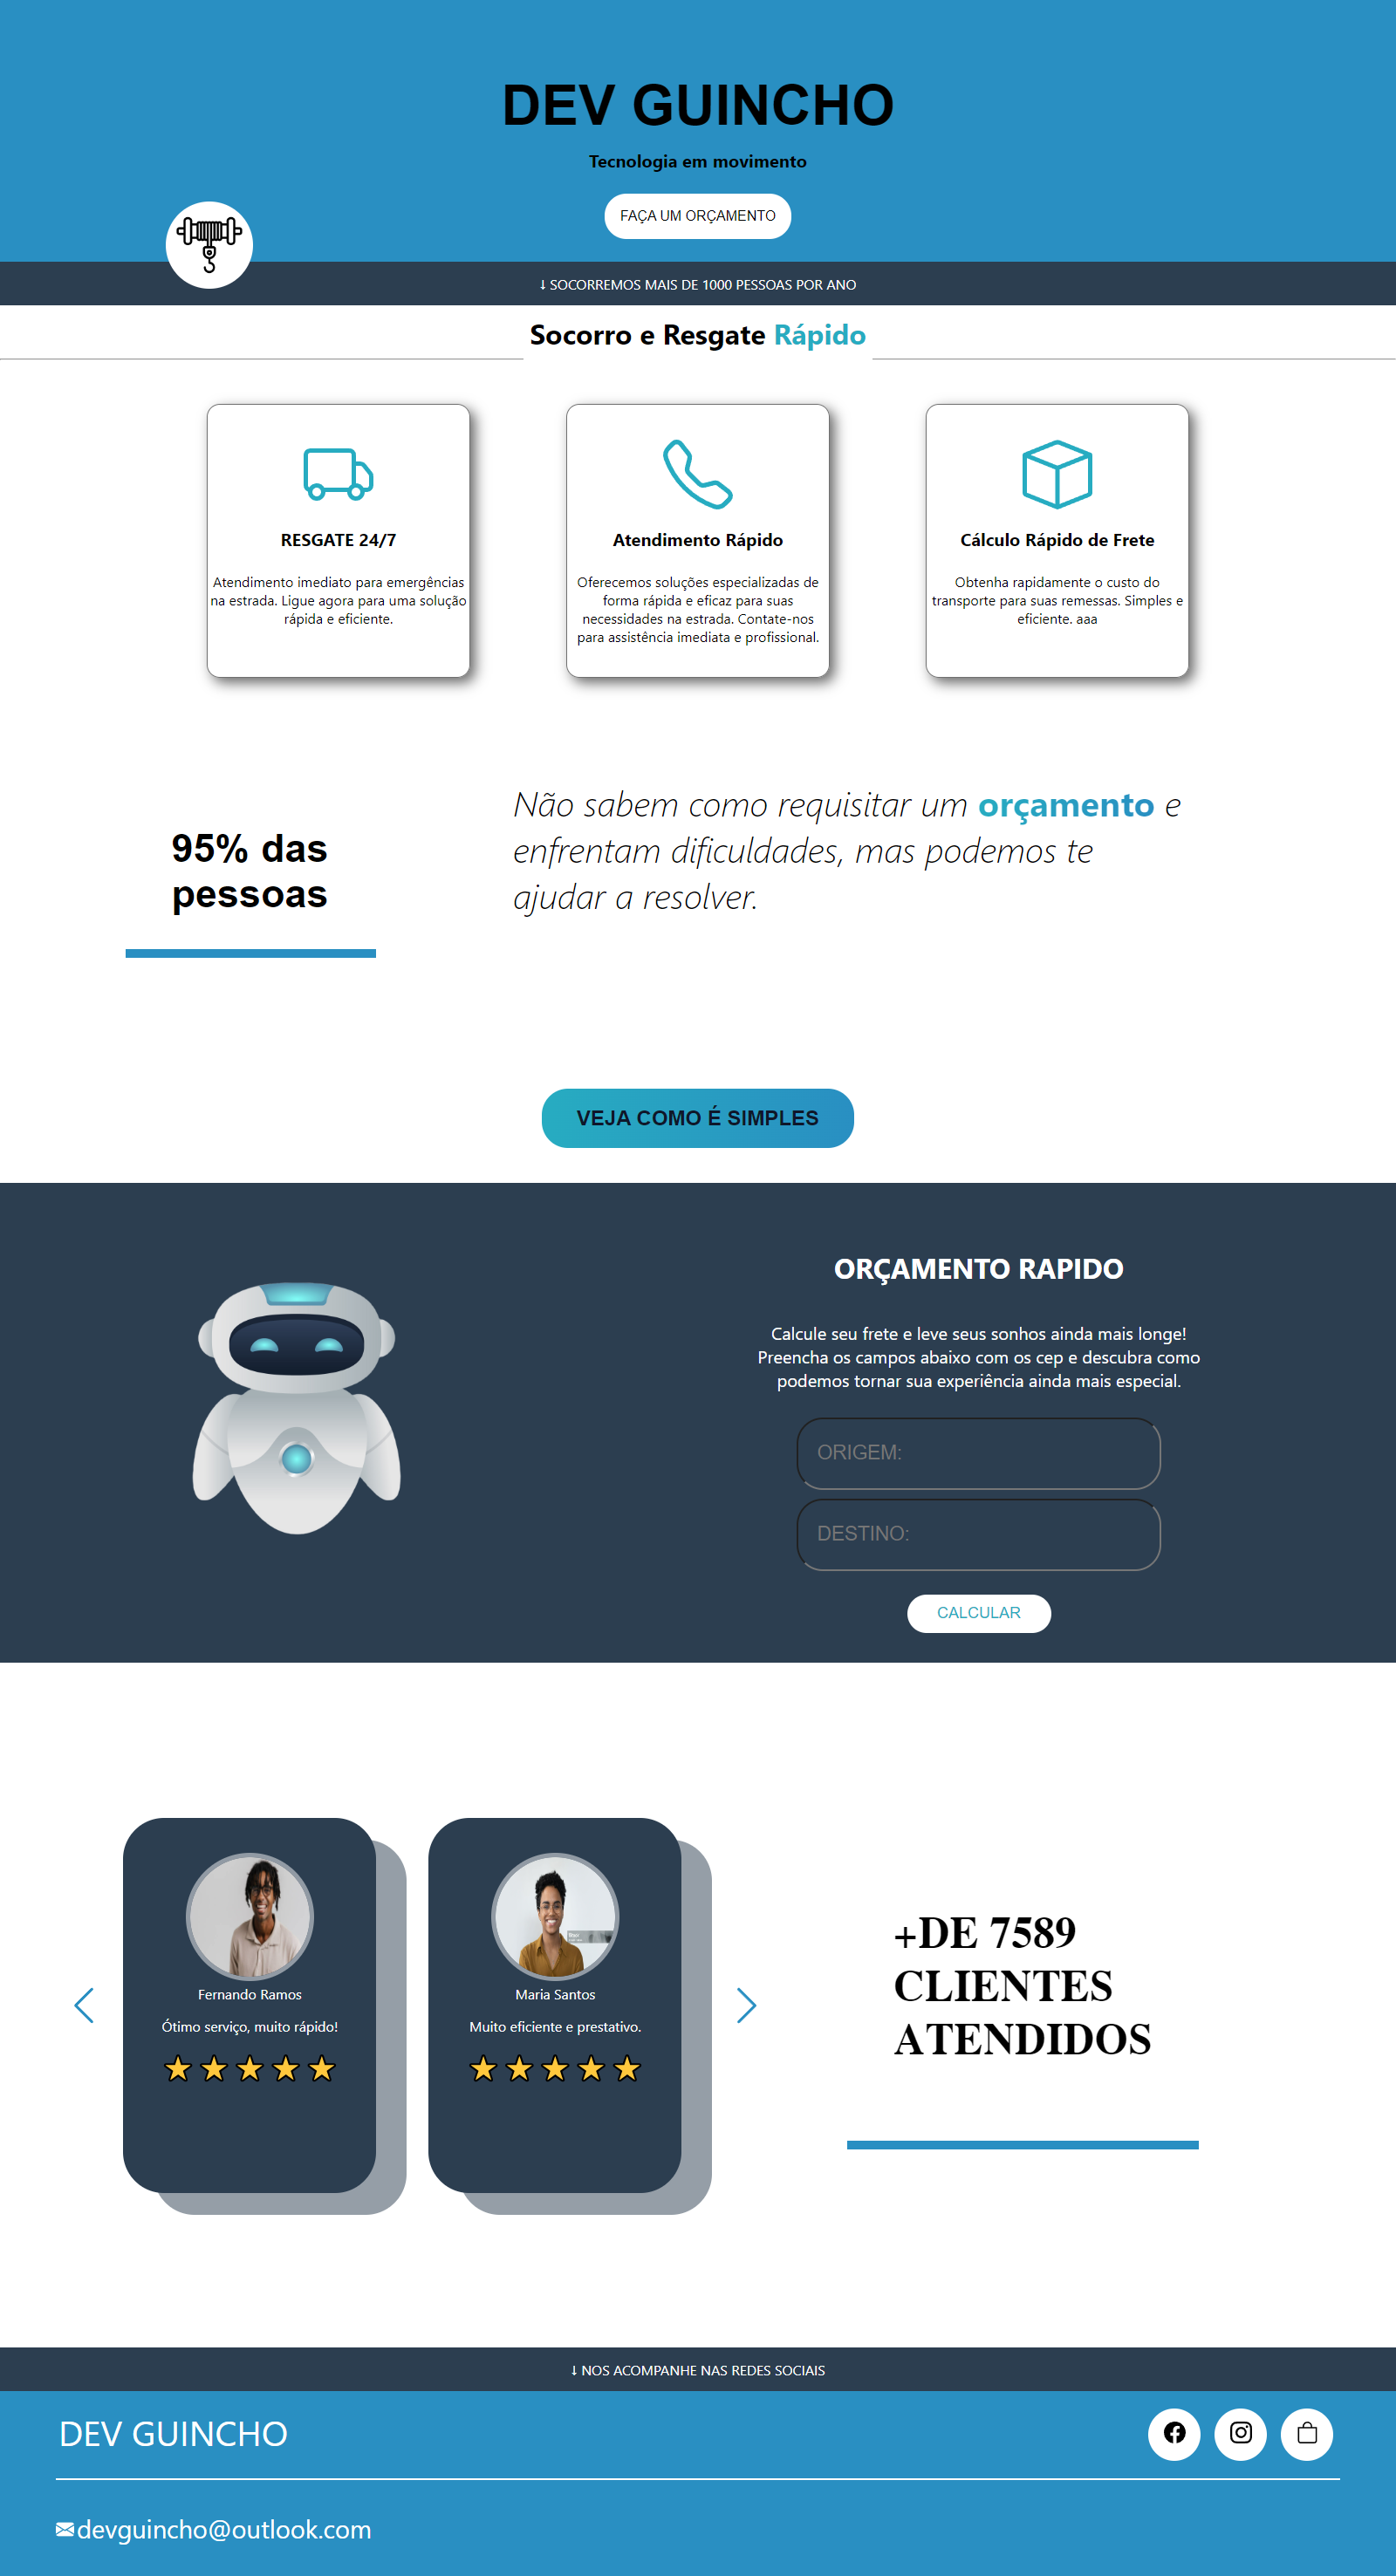 DEV GUINCHO
Tecnologia em movimento
FAÇA UM ORÇAMENTO
↓ SOCORREMOS MAIS DE 1000 PESSOAS POR ANO
Socorro e Resgate Rápido
RESGATE 24/7
Atendimento imediato para emergências
na estrada. Ligue agora para uma solução
rápida e eficiente.
Atendimento Rápido
Oferecemos soluções especializadas de
forma rápida e eficaz para suas
necessidades na estrada. Contate-nos
para assistência imediata e profissional.
Cálculo Rápido de Frete
Obtenha rapidamente o custo do
transporte para suas remessas. Simples e
eficiente. aaa
95% das
pessoas
Não sabem como requisitar um orçamento e
enfrentam dificuldades, mas podemos te
ajudar a resolver.
VEJA COMO É SIMPLES
ORÇAMENTO RAPIDO
Calcule seu frete e leve seus sonhos ainda mais longe!
Preencha os campos abaixo com os cep e descubra como
podemos tornar sua experiência ainda mais especial.
ORIGEM:
DESTINO:
CALCULAR
Fernando Ramos
Ótimo serviço, muito rápido!
Maria Santos
Muito eficiente e prestativo.
+DE 7589
CLIENTES
ATENDIDOS
↓ NOS ACOMPANHE NAS REDES SOCIAIS
DEV GUINCHO
devguincho@outlook.com